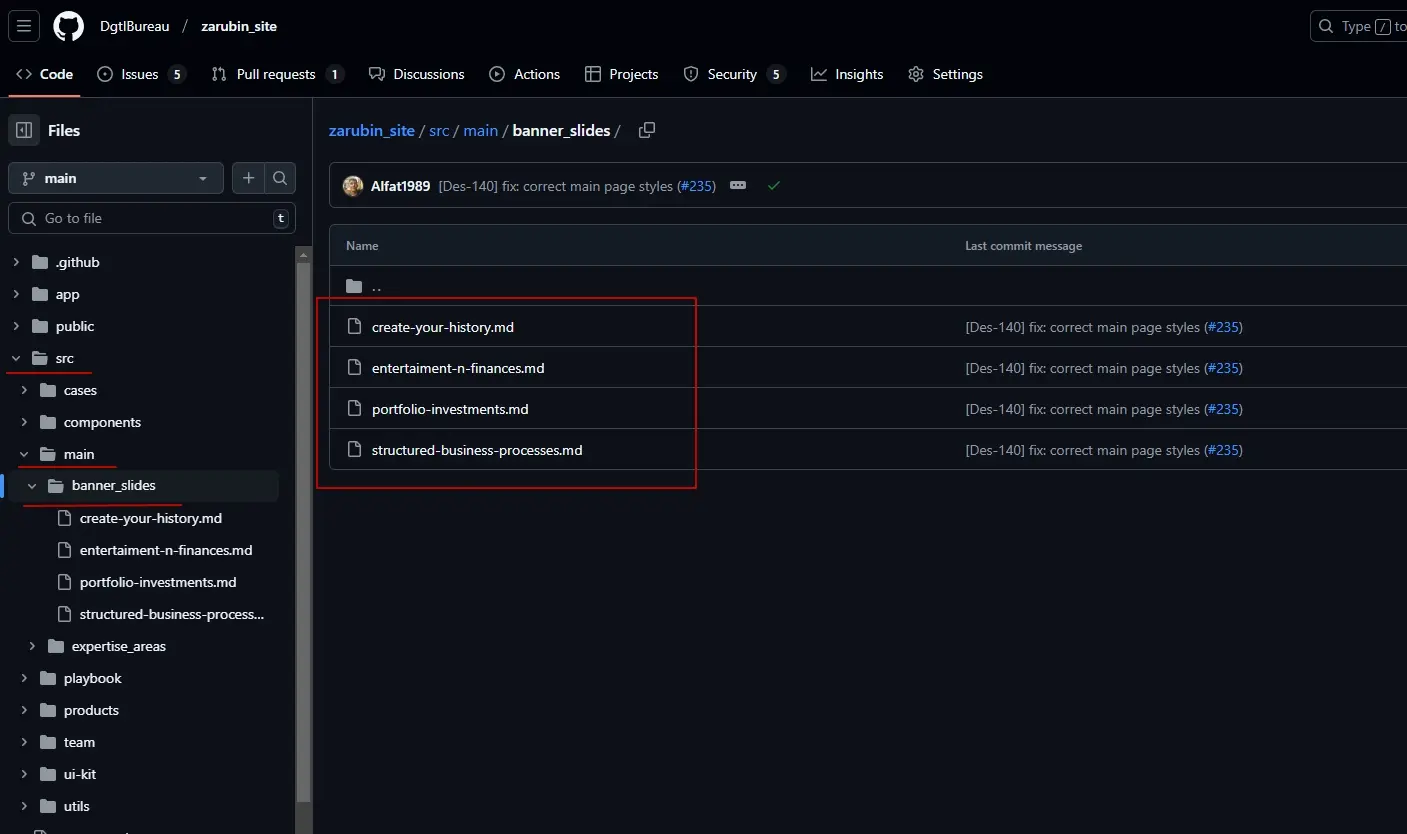 DgtlBureau / zarubin_site
Type / to
Code
Issues 5
Pull requests 1
Discussions
Actions
Projects
Security 5
Insights
Settings
Files
main
Go to file
t
.github
app
public
src
cases
components
main
banner_slides
create-your-history.md
entertaiment-n-finances.md
portfolio-investments.md
structured-business-process...
expertise_areas
playbook
products
team
ui-kit
utils
zarubin_site / src / main / banner_slides /
Alfat1989 [Des-140] fix: correct main page styles (#235)
Name Last commit message
..
create-your-history.md [Des-140] fix: correct main page styles (#235)
entertaiment-n-finances.md [Des-140] fix: correct main page styles (#235)
portfolio-investments.md [Des-140] fix: correct main page styles (#235)
structured-business-processes.md [Des-140] fix: correct main page styles (#235)